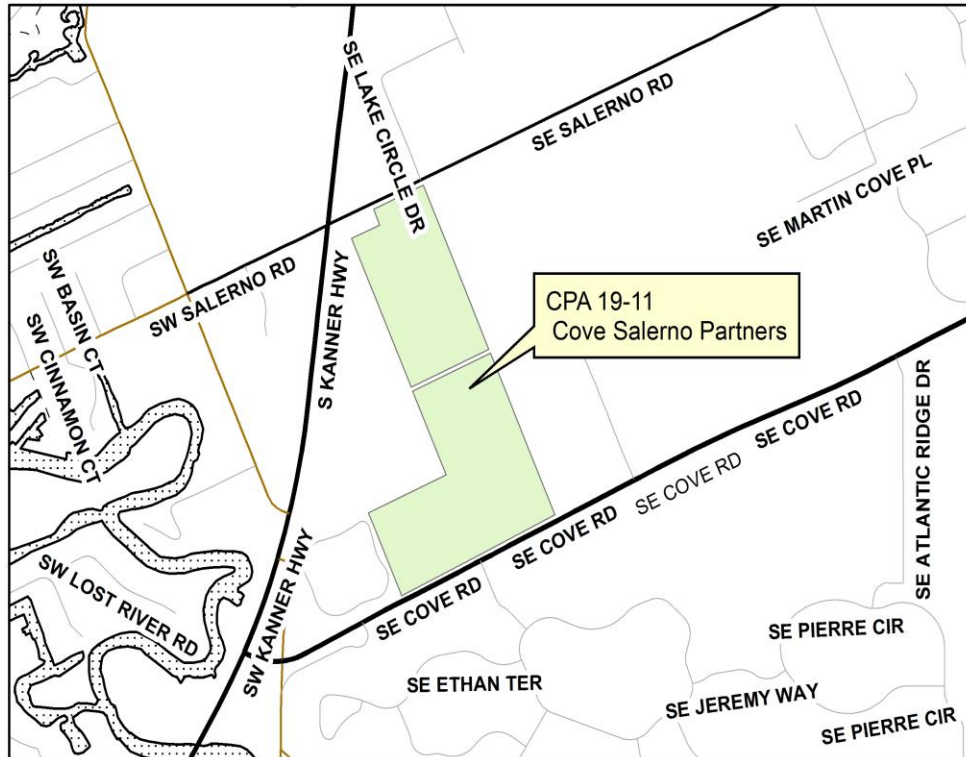 SE LAKE CIRCLE DR
SE SALERNO RD
SE MARTIN COVE PL
SW SALERNO RD
S KANNER HWY
SW BASIN CT
SW CINNAMON CT
CPA 19-11
Cove Salerno Partners
SE COVE RD
SE COVE RD
SE COVE RD
SE COVE RD
SE ATLANTIC RIDGE DR
SW LOST RIVER RD
SW KANNER HWY
SE PIERRE CIR
SE ETHAN TER
SE JEREMY WAY
SE PIERRE CIR